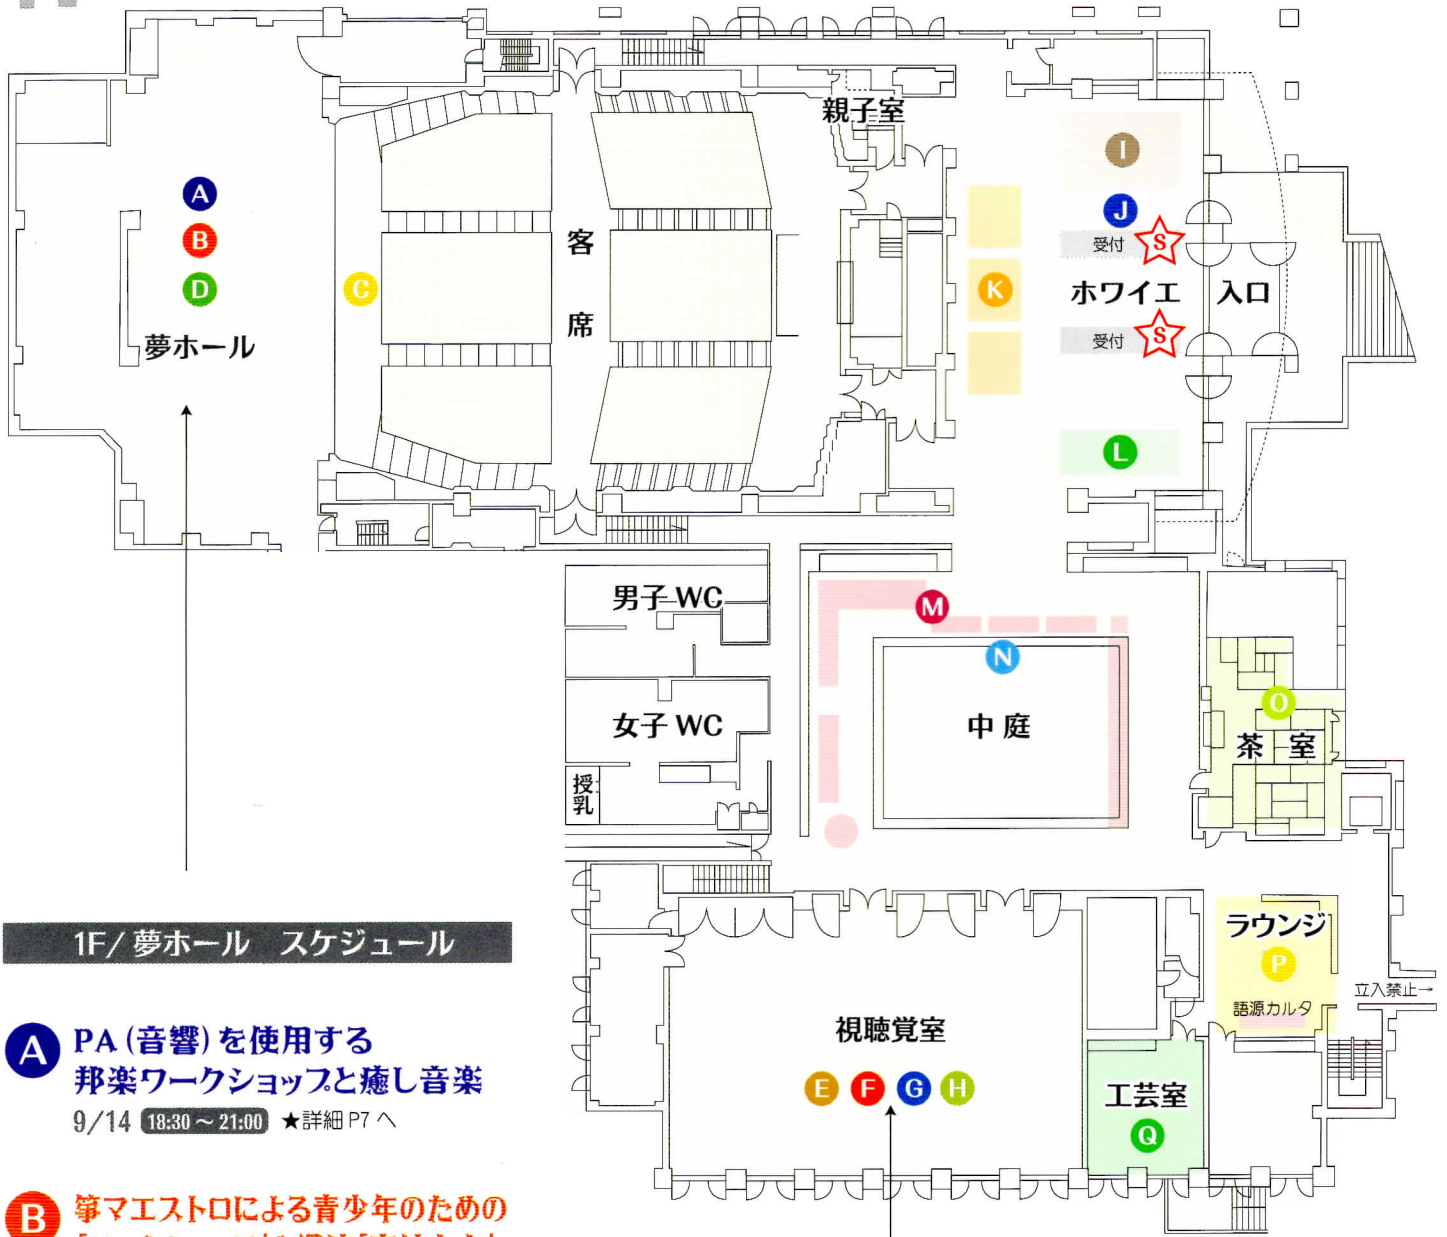 親子室
I
A
J
B
客
受付 S
D
C
K
ホワイエ
入口
席
夢ホール
受付 S
L
男子 WC
M
N
女子 WC
中庭
O
茶 室
授乳
ラウンジ
P
立入禁止→
語源カルタ
視聴覚室
E F G H
工芸室
Q
1F/ 夢ホール スケジュール
A PA (音響) を使用する
邦楽ワークショップと癒し音楽
9/14 18:30 ～ 21:00 ★詳細 P7 へ
B 箏マエストロによる青少年のための